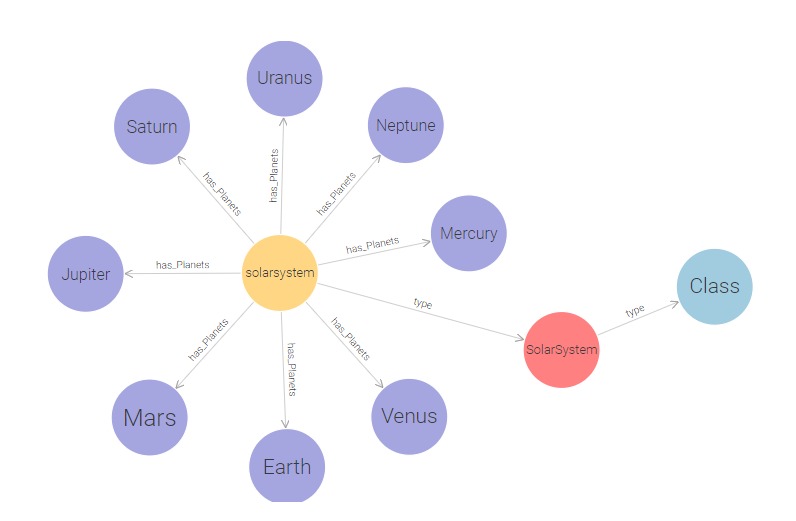 Uranus
Saturn
Neptune
has_Planets
has_Planets
has_Planets
Mercury
has_Planets
Jupiter
has_Planets
solarsystem
Class
type
type
has_Planets
has_Planets
has_Planets
SolarSystem
Mars
Venus
Earth